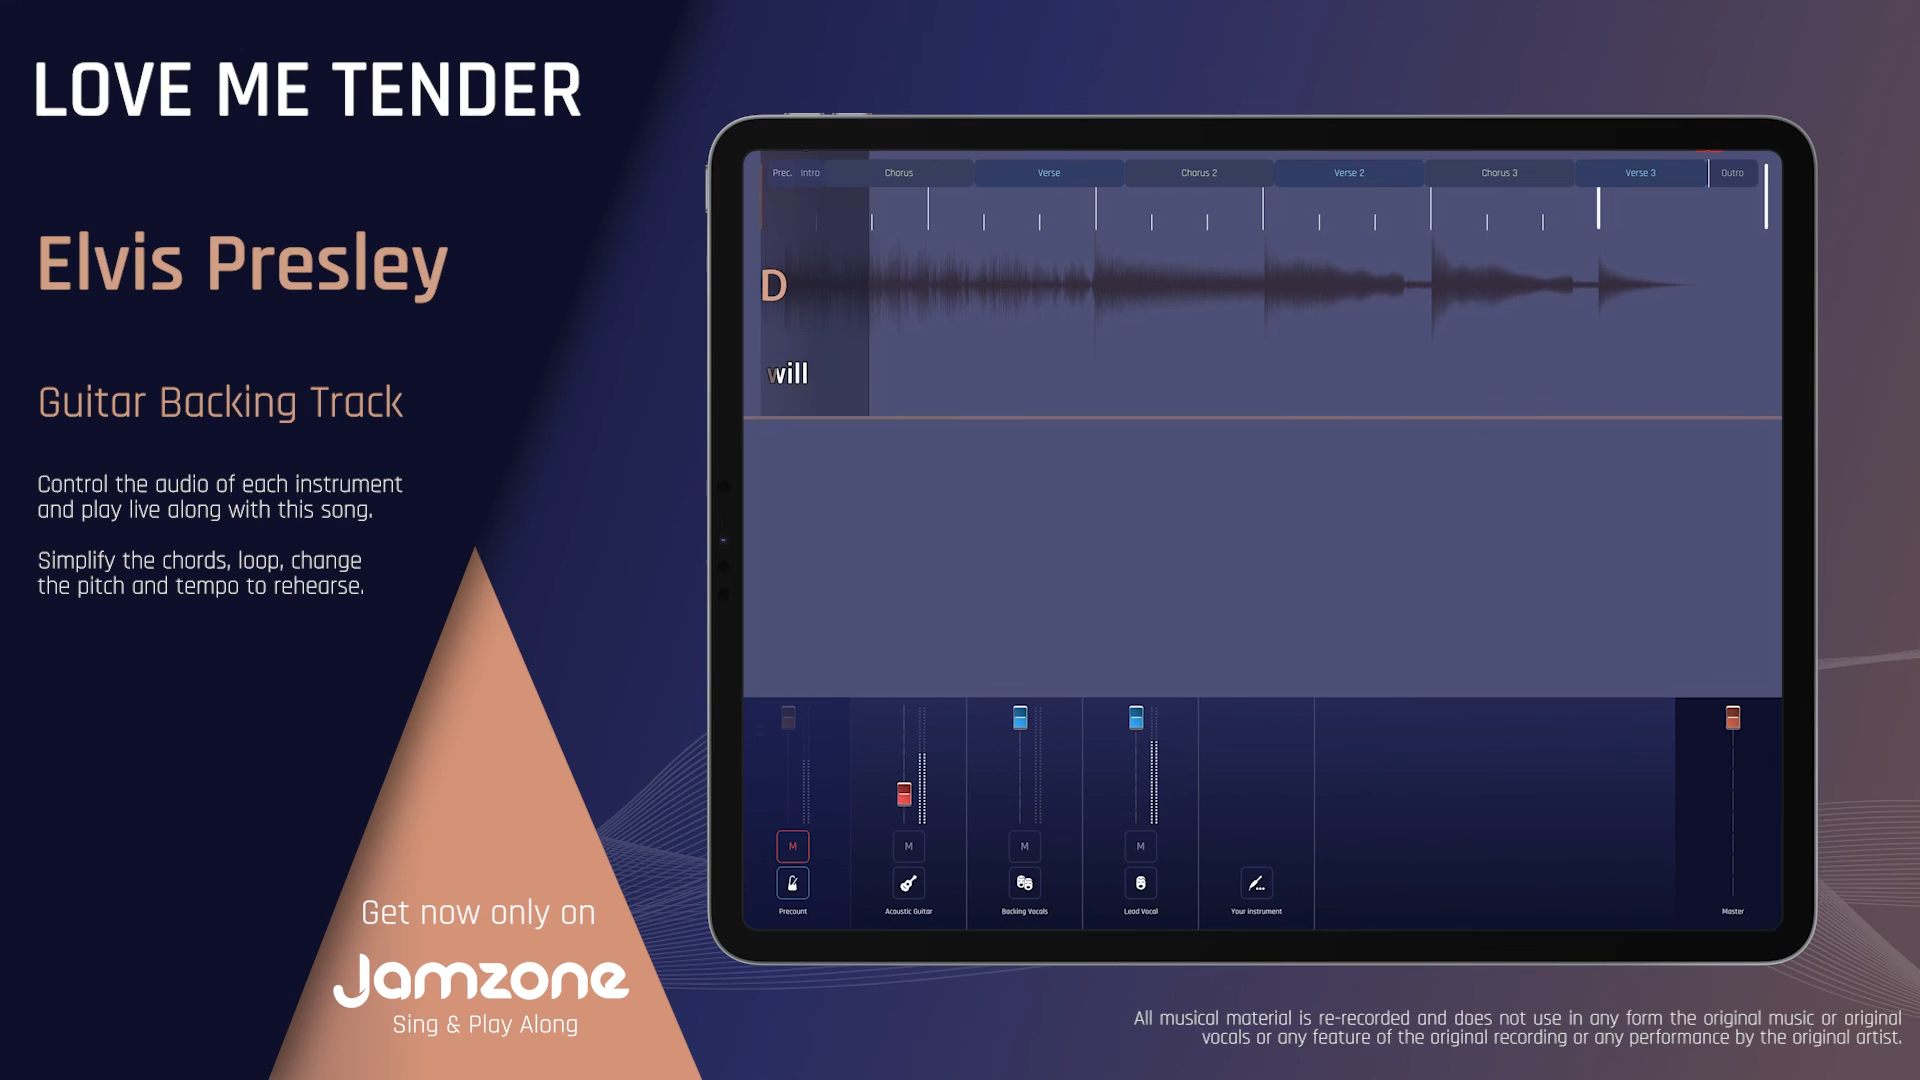 LOVE ME TENDER
Elvis Presley
Guitar Backing Track
Control the audio of each instrument
and play live along with this song.
Simplify the chords, loop, change
the pitch and tempo to rehearse.
Get now only on
Jamzone
Sing & Play Along
Prec. Intro Chorus Verse Chorus 2 Verse 2 Chorus 3 Verse 3 Outro
D
will
M M M M
Precount Acoustic Guitar Backing Vocals Lead Vocal Your instrument Master
All musical material is re-recorded and does not use in any form the original music or original
vocals or any feature of the original recording or any performance by the original artist.